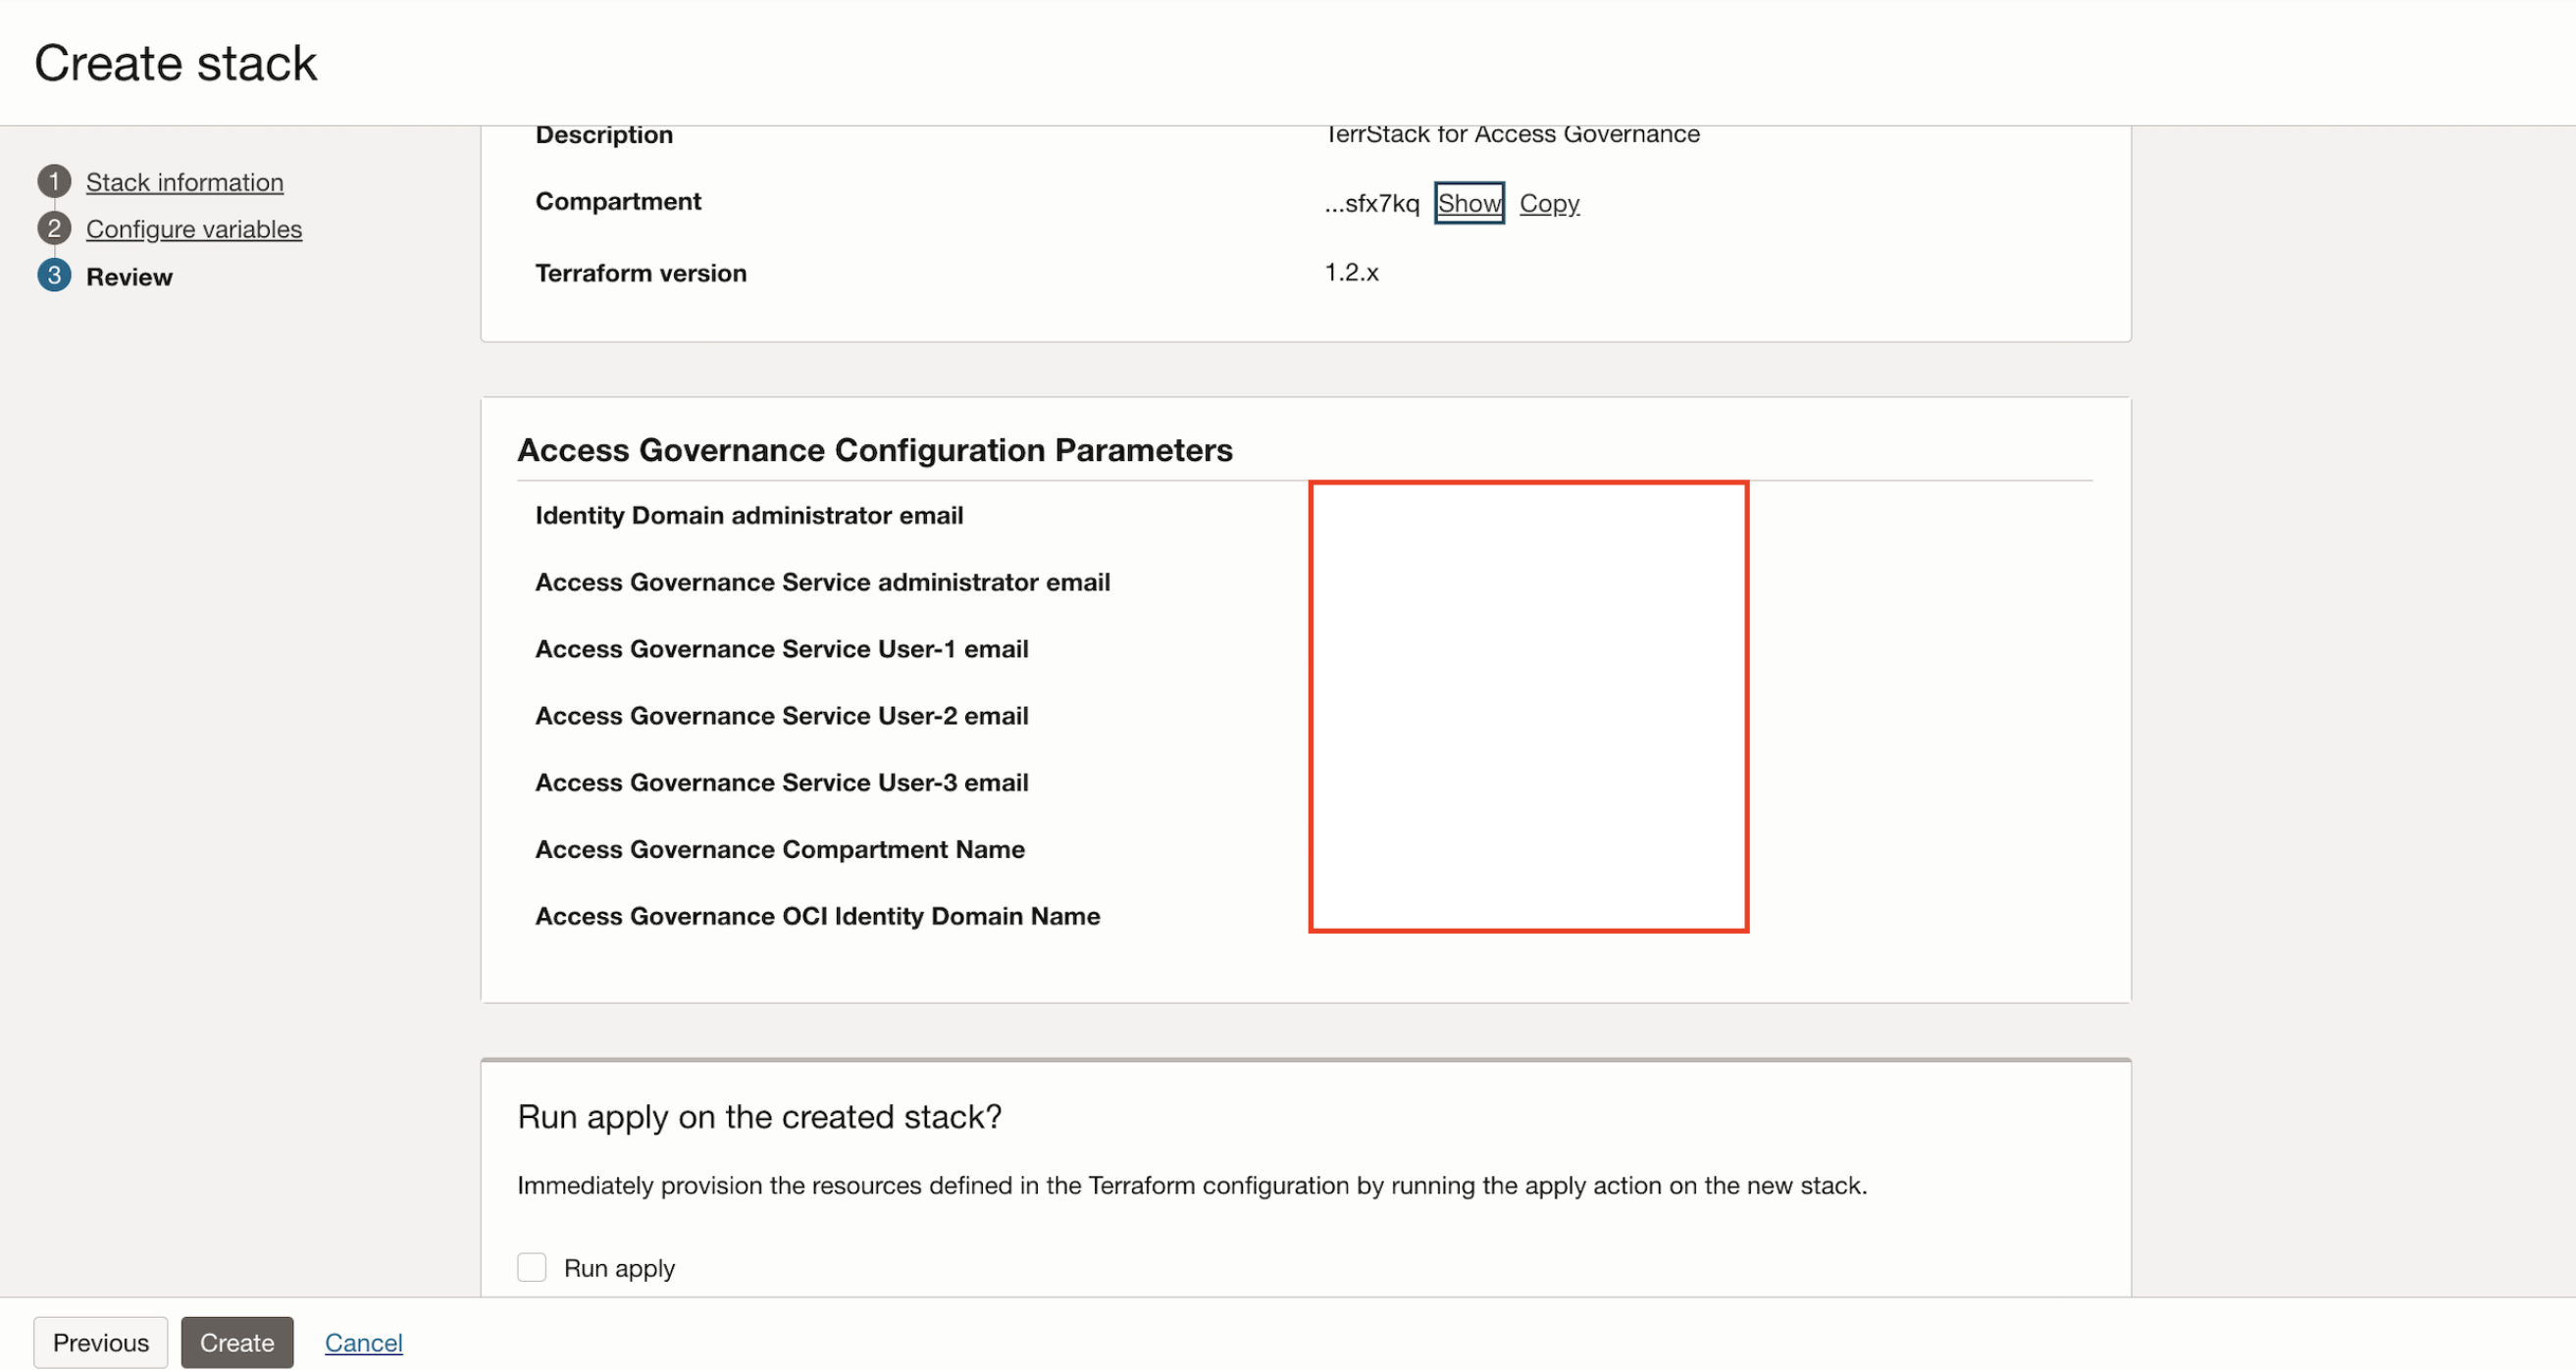 Create stack
1 Stack information
2 Configure variables
3 Review
Description TerrStack for Access Governance
Compartment ...sfx7kq Show Copy
Terraform version 1.2.x
Access Governance Configuration Parameters
Identity Domain administrator email
Access Governance Service administrator email
Access Governance Service User-1 email
Access Governance Service User-2 email
Access Governance Service User-3 email
Access Governance Compartment Name
Access Governance OCI Identity Domain Name
Run apply on the created stack?
Immediately provision the resources defined in the Terraform configuration by running the apply action on the new stack.
Run apply
Previous Create Cancel